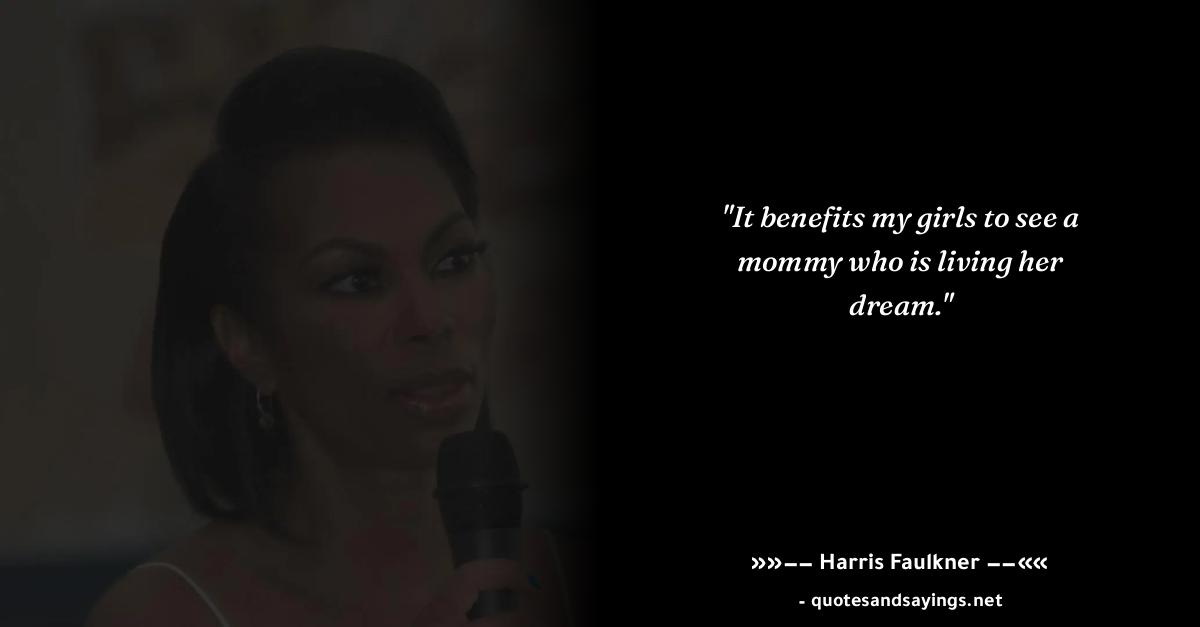 "It benefits my girls to see a
mommy who is living her
dream."
»»−− Harris Faulkner −−««
- quotesandsayings.net